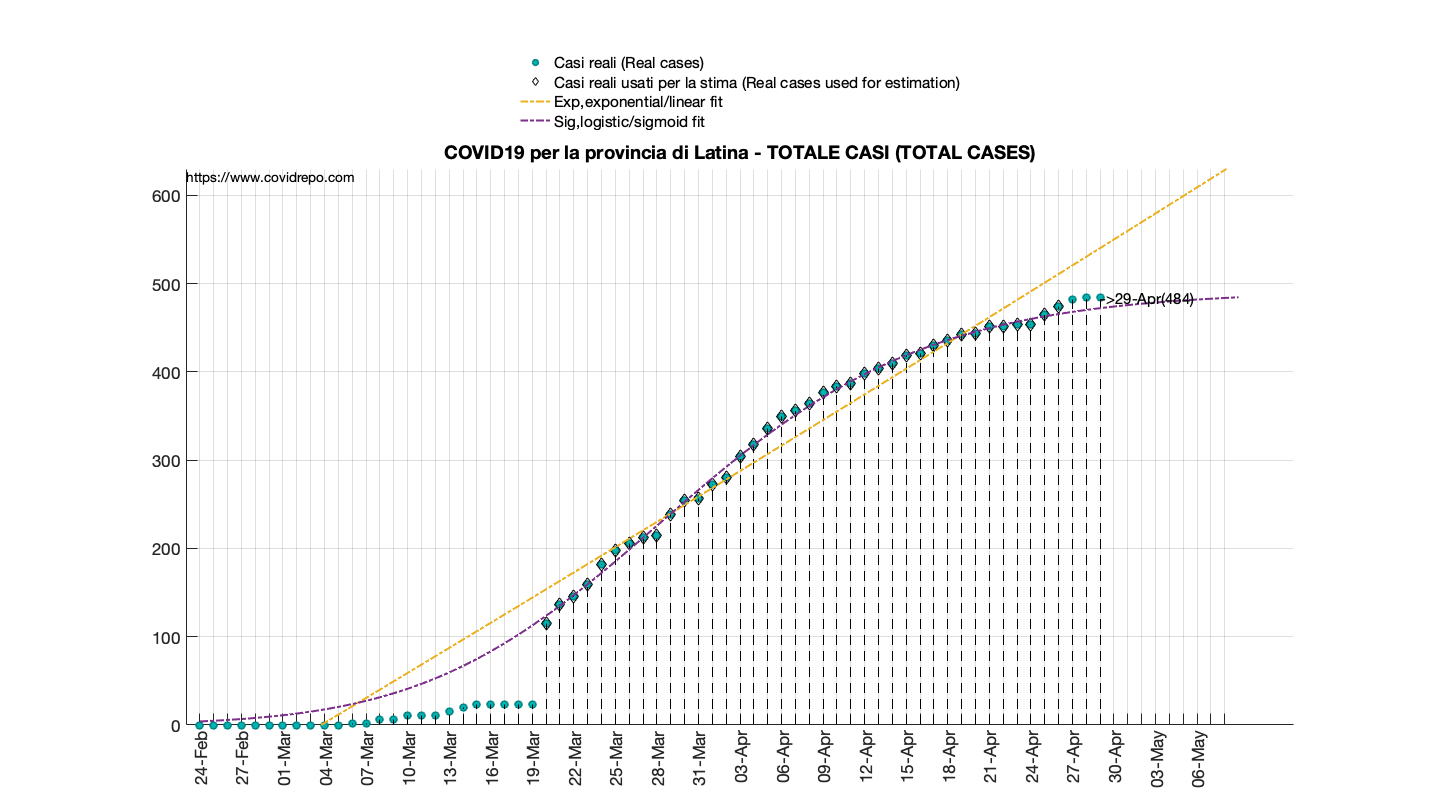 Casi reali (Real cases)
Casi reali usati per la stima (Real cases used for estimation)
Exp,exponential/linear fit
Sig,logistic/sigmoid fit
COVID19 per la provincia di Latina - TOTALE CASI (TOTAL CASES)
https://www.covidrepo.com
600
500
400
300
200
100
0
->29-Apr(484)
24-Feb
27-Feb
01-Mar
04-Mar
07-Mar
10-Mar
13-Mar
16-Mar
19-Mar
22-Mar
25-Mar
28-Mar
31-Mar
03-Apr
06-Apr
09-Apr
12-Apr
15-Apr
18-Apr
21-Apr
24-Apr
27-Apr
30-Apr
03-May
06-May